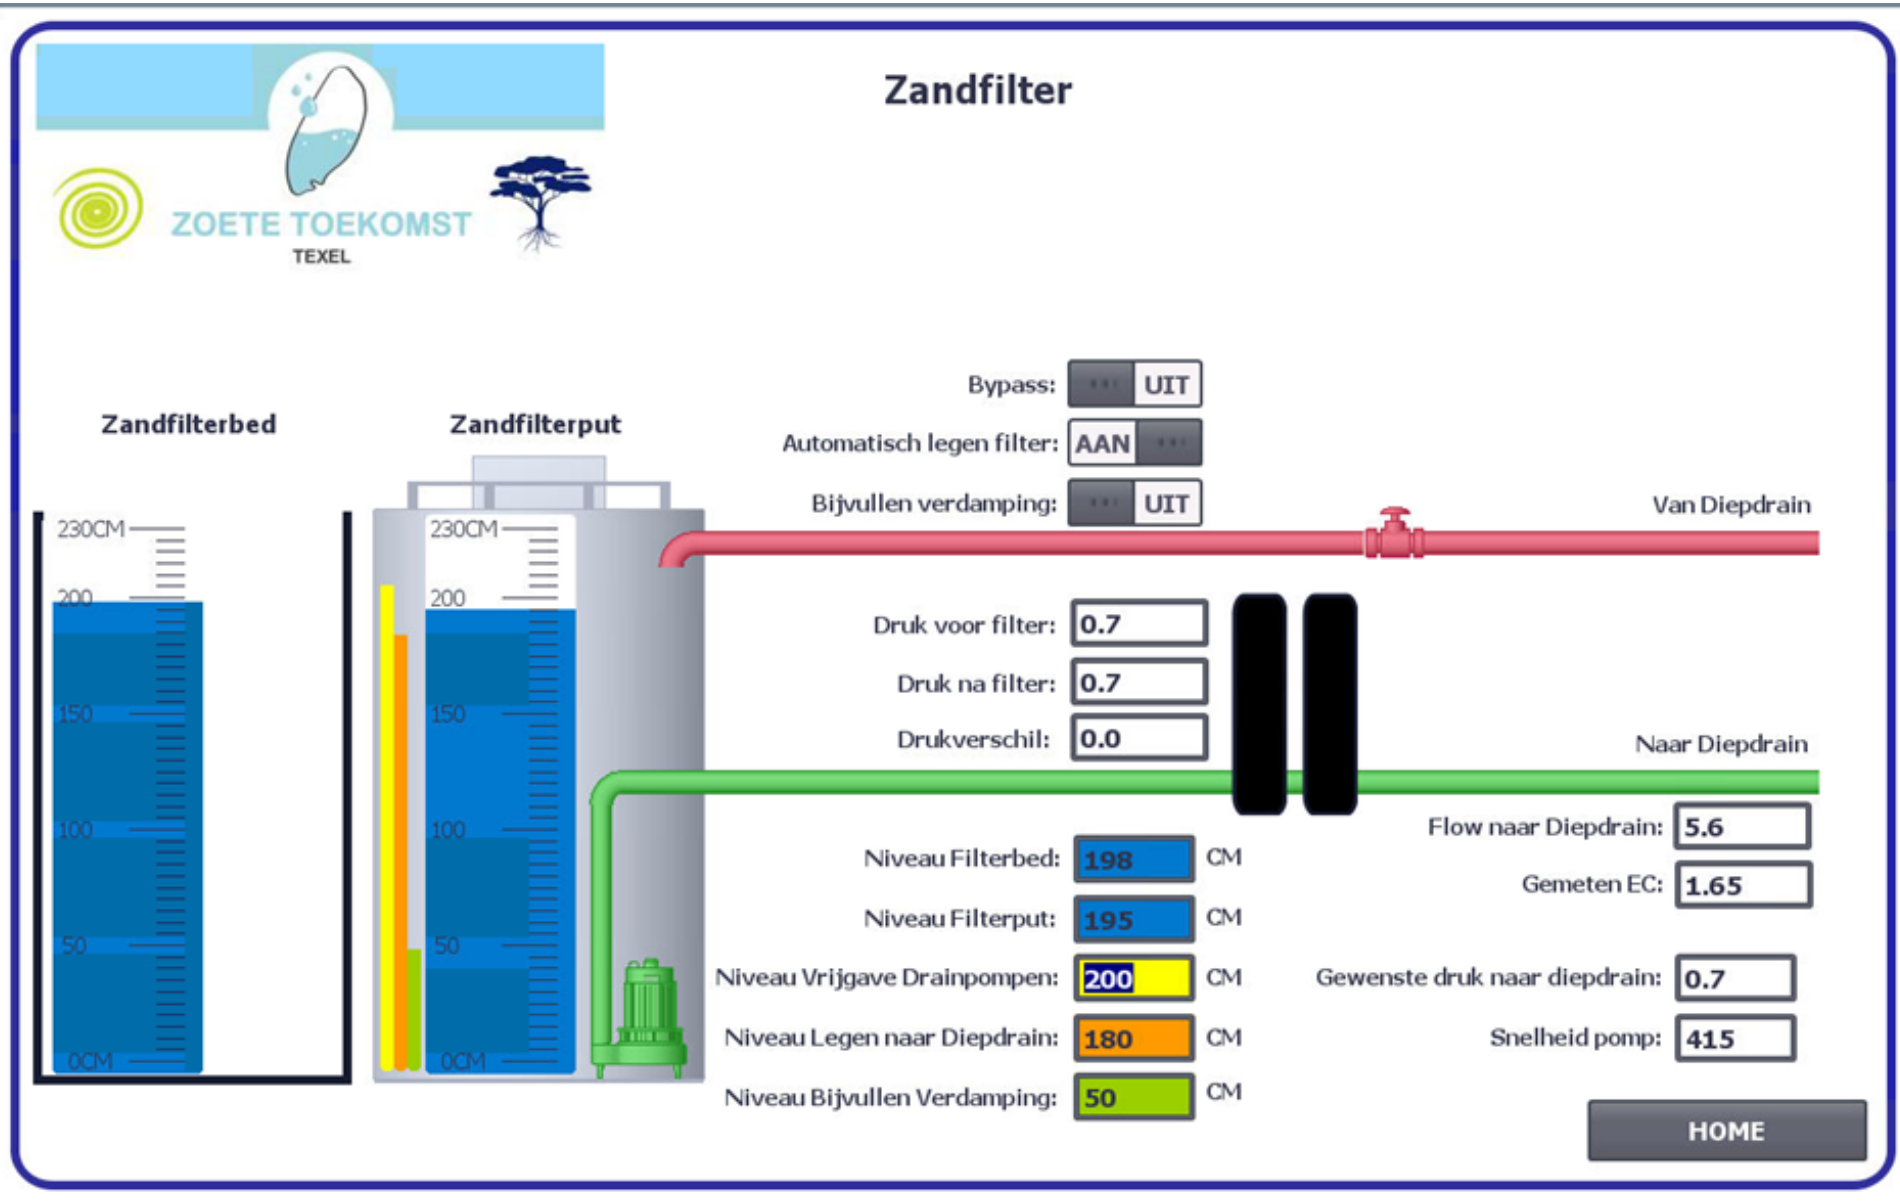 Zandfilter
ZOETE TOEKOMST
TEXEL
Bypass: UIT
Automatisch legen filter: AAN
Bijvullen verdamping: UIT
Zandfilterbed
Zandfilterput
Van Diepdrain
230CM
200
150
100
50
0CM
230CM
200
150
100
50
0CM
Druk voor filter: 0.7
Druk na filter: 0.7
Drukverschil: 0.0
Naar Diepdrain
Flow naar Diepdrain: 5.6
Gemeten EC: 1.65
Niveau Filterbed: 198 CM
Niveau Filterput: 195 CM
Niveau Vrijgave Drainpompen: 200 CM
Niveau Legen naar Diepdrain: 180 CM
Niveau Bijvullen Verdamping: 50 CM
Gewenste druk naar diepdrain: 0.7
Snelheid pomp: 415
HOME